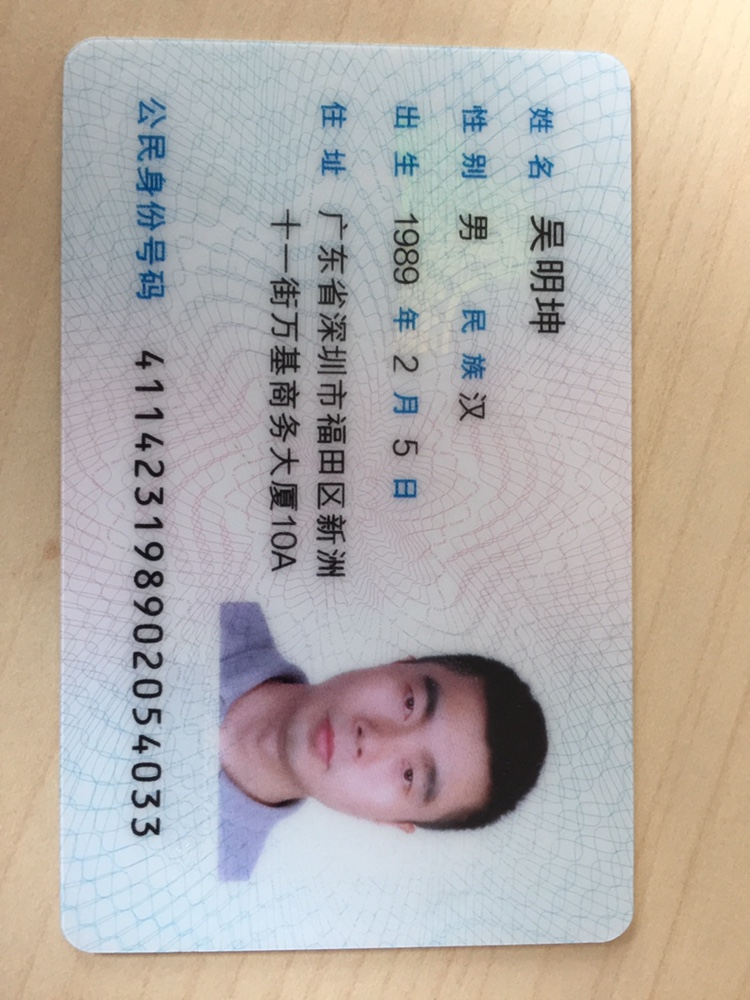 姓名 吴明坤
性别 男 民族 汉
出生 1989 年 2 月 5 日
住址 广东省深圳市福田区新洲
十一街万基商务大厦10A
公民身份号码 411423198902054033